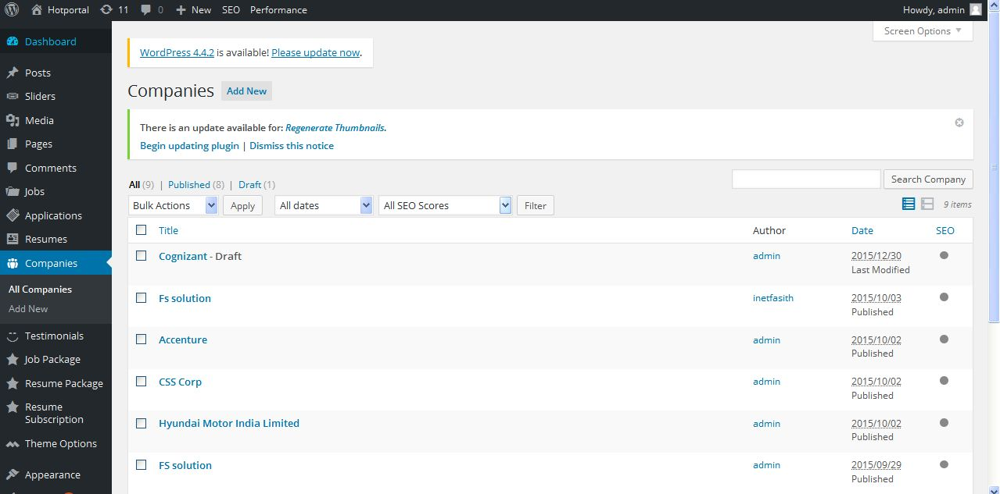 Hotportal 11 0 New SEO Performance Howdy, admin
Screen Options
Dashboard
Posts
Sliders
Media
Pages
Comments
Jobs
Applications
Resumes
Companies
All Companies
Add New
Testimonials
Job Package
Resume Package
Resume
Subscription
Theme Options
Appearance
WordPress 4.4.2 is available! Please update now.
Companies Add New
There is an update available for: Regenerate Thumbnails.
Begin updating plugin | Dismiss this notice
All (9) | Published (8) | Draft (1)
Search Company
Bulk Actions Apply All dates All SEO Scores Filter 9 items
Title Author Date SEO
Cognizant - Draft admin 2015/12/30
Last Modified
Fs solution inetfasith 2015/10/03
Published
Accenture admin 2015/10/02
Published
CSS Corp admin 2015/10/02
Published
Hyundai Motor India Limited admin 2015/10/02
Published
FS solution admin 2015/09/29
Published